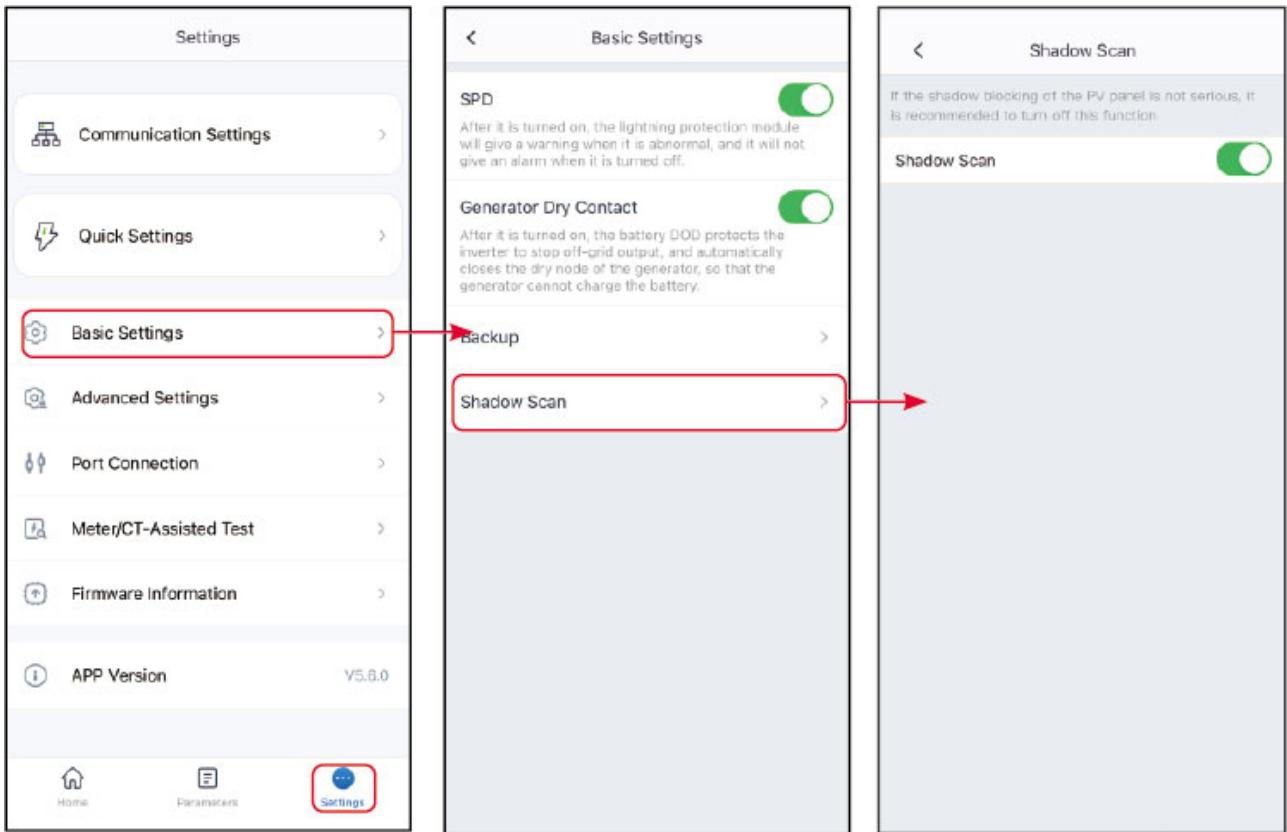 Settings
Communication Settings
Quick Settings
Basic Settings
Advanced Settings
Port Connection
Meter/CT-Assisted Test
Firmware Information
APP Version V5.6.0
Home Parameters Settings
Basic Settings
SPD
After it is turned on, the lightning protection module
will give a warning when it is abnormal, and it will not
give an alarm when it is turned off.
Generator Dry Contact
After it is turned on, the battery DOD protects the
inverter to stop off-grid output, and automatically
closes the dry node of the generator, so that the
generator cannot charge the battery.
Backup
Shadow Scan
Shadow Scan
If the shadow blocking of the PV panel is not serious, it
is recommended to turn off this function
Shadow Scan